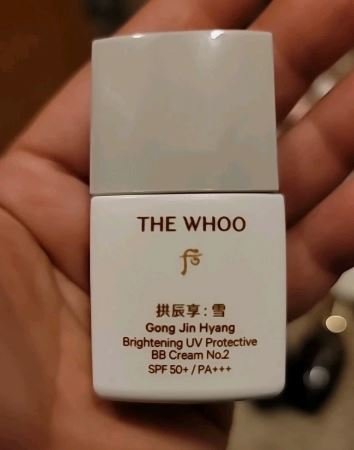 THE WHOO
拱辰享:雪
Gong Jin Hyang
Brightening UV Protective
BB Cream No.2
SPF 50+ / PA+++